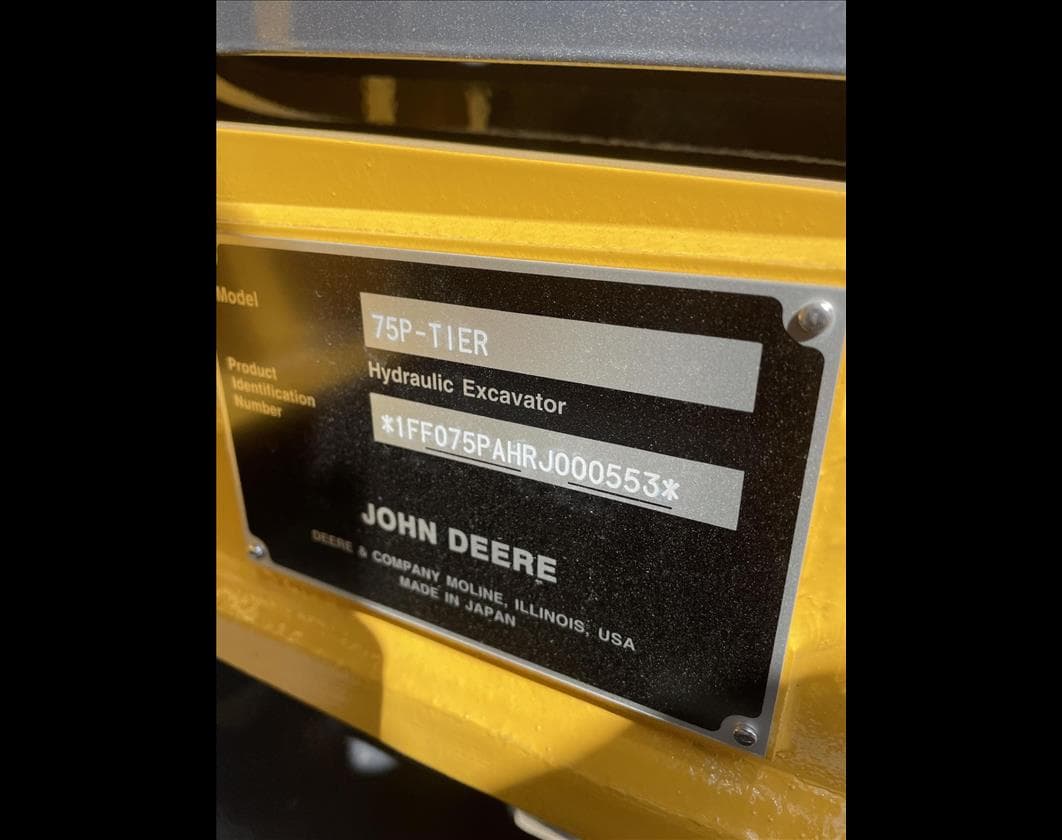 Model
75P-TIER
Hydraulic Excavator
Product
Identification
Number
*1FF075PAHRJ000553*
JOHN DEERE
DEERE & COMPANY MOLINE, ILLINOIS, USA
MADE IN JAPAN